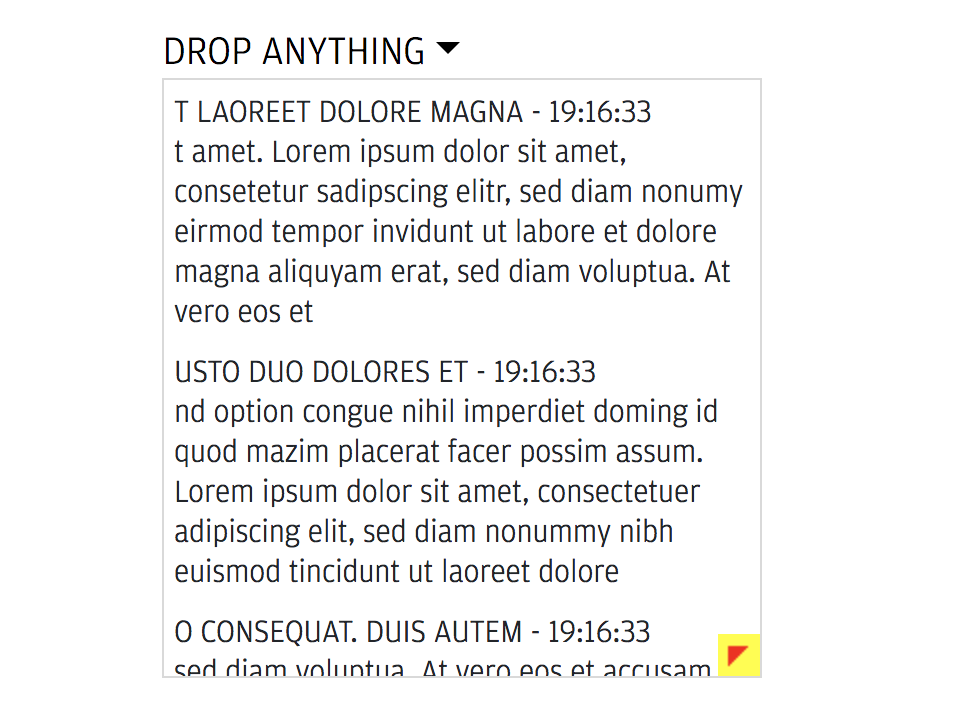 DROP ANYTHING
T LAOREET DOLORE MAGNA - 19:16:33
t amet. Lorem ipsum dolor sit amet,
consetetur sadipscing elitr, sed diam nonumy
eirmod tempor invidunt ut labore et dolore
magna aliquyam erat, sed diam voluptua. At
vero eos et
USTO DUO DOLORES ET - 19:16:33
nd option congue nihil imperdiet doming id
quod mazim placerat facer possim assum.
Lorem ipsum dolor sit amet, consectetuer
adipiscing elit, sed diam nonummy nibh
euismod tincidunt ut laoreet dolore
O CONSEQUAT. DUIS AUTEM - 19:16:33
sed diam voluptua. At vero eos et accusam